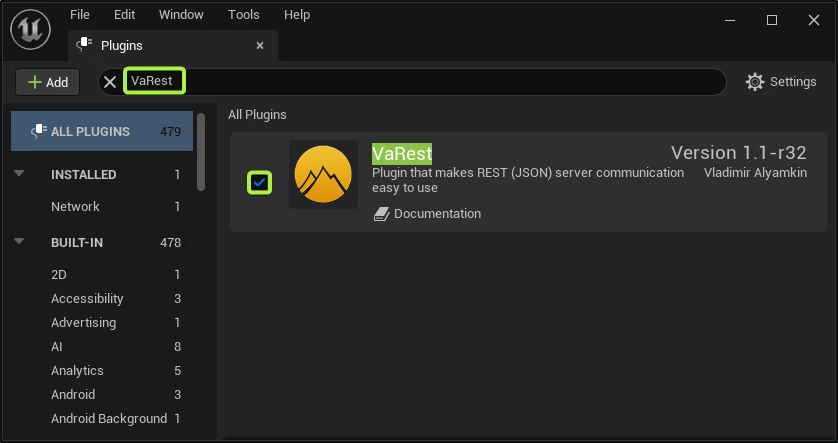 File Edit Window Tools Help
Plugins
Add VaRest Settings
ALL PLUGINS 479
All Plugins
INSTALLED 1
Network 1
BUILT-IN 478
2D 1
Accessibility 3
Advertising 1
AI 8
Analytics 5
Android 3
Android Background 1
VaRest Version 1.1-r32
Plugin that makes REST (JSON) server communication Vladimir Alyamkin
easy to use
Documentation